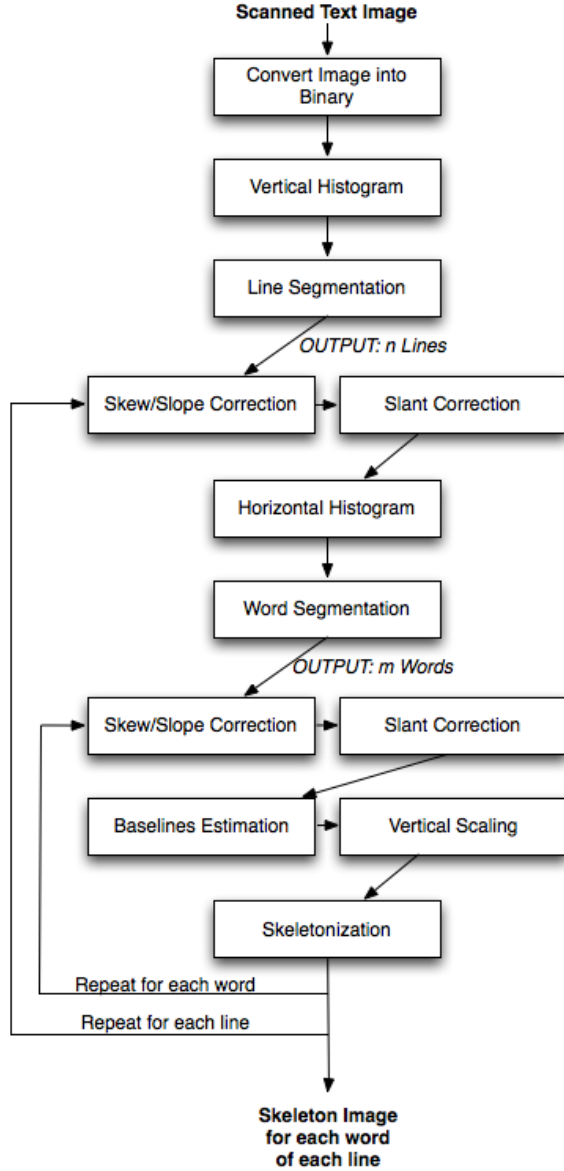 Scanned Text Image
Convert Image into
Binary
Vertical Histogram
Line Segmentation
OUTPUT: n Lines
Skew/Slope Correction
Slant Correction
Horizontal Histogram
Word Segmentation
OUTPUT: m Words
Skew/Slope Correction
Slant Correction
Baselines Estimation
Vertical Scaling
Skeletonization
Repeat for each word
Repeat for each line
Skeleton Image
for each word
of each line